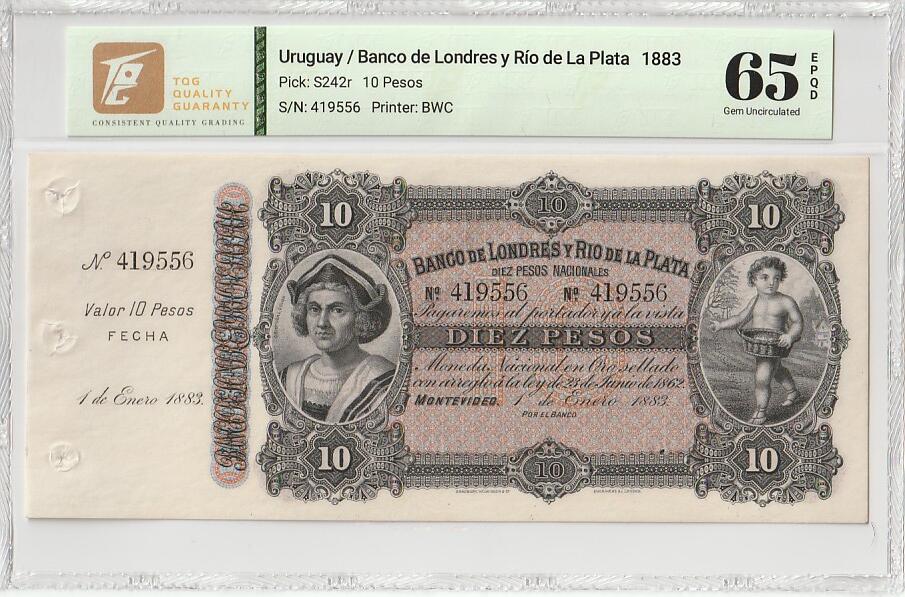 TQG
QUALITY
GUARANTY
CONSISTENT QUALITY GRADING
Uruguay / Banco de Londres y Río de La Plata 1883
Pick: S242r 10 Pesos
S/N: 419556 Printer: BWC
65
EPQD
Gem Uncirculated
Nº 419556
Valor 10 Pesos
FECHA
1 de Enero 1883.
10
10
10
BANCO DE LONDRES Y RIO DE LA PLATA
DIEZ PESOS NACIONALES
Nº 419556 Nº 419556
Pagaremos al portador y á la vista
DIEZ PESOS
Moneda Nacional en Oro sellado
con arreglo á la ley de 23 de Junio de 1862.
MONTEVIDEO. 1º de Enero 1883.
POR EL BANCO
10
10
10